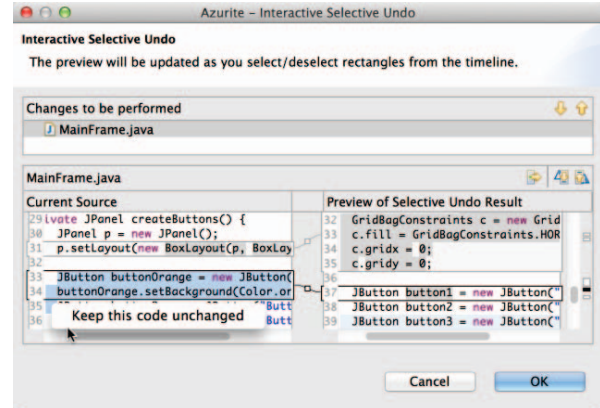 Azurite – Interactive Selective Undo
Interactive Selective Undo
The preview will be updated as you select/deselect rectangles from the timeline.
Changes to be performed
J MainFrame.java
MainFrame.java
Current Source
29 ivate JPanel createButtons() {
30 JPanel p = new JPanel();
31 p.setLayout(new BoxLayout(p, BoxLay
32
33 JButton buttonOrange = new JButton(
34 buttonOrange.setBackground(Color.or
35 Butt
36 Butt
Keep this code unchanged
Preview of Selective Undo Result
32 GridBagConstraints c = new Grid
33 c.fill = GridBagConstraints.HOR
34 c.gridx = 0;
35 c.gridy = 0;
36
37 JButton button1 = new JButton("
38 JButton button2 = new JButton("
39 JButton button3 = new JButton("
Cancel
OK